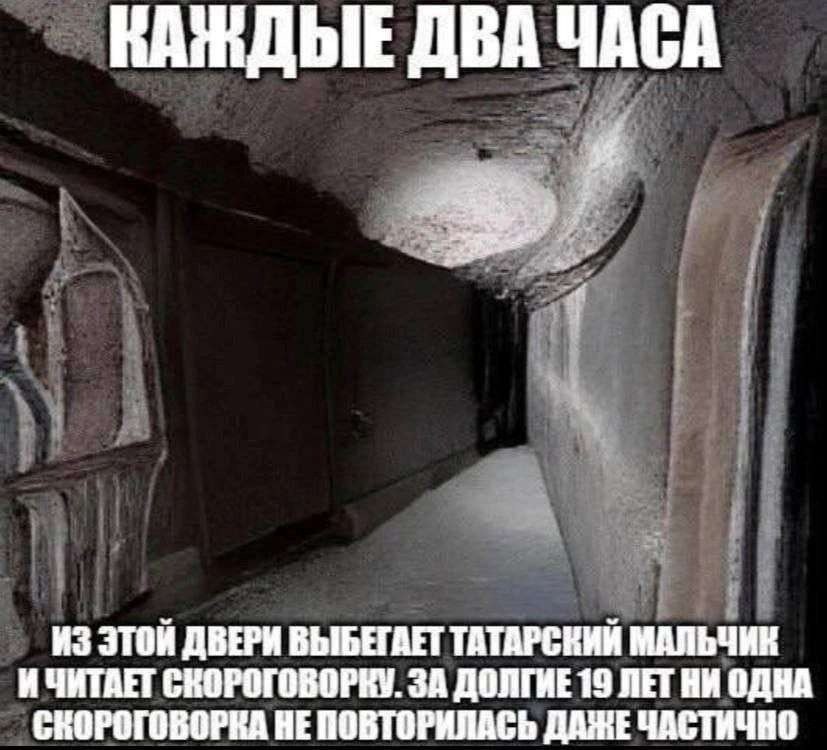 КАЖДЫЕ ДВА ЧАСА
ИЗ ЭТОЙ ДВЕРИ ВЫБЕГАЕТ ТАТАРСКИЙ МАЛЬЧИК
И ЧИТАЕТ СКОРОГОВОРКУ. ЗА ДОЛГИЕ 19 ЛЕТ НИ ОДНА
СКОРОГОВОРКА НЕ ПОВТОРИЛАСЬ ДАЖЕ ЧАСТИЧНО